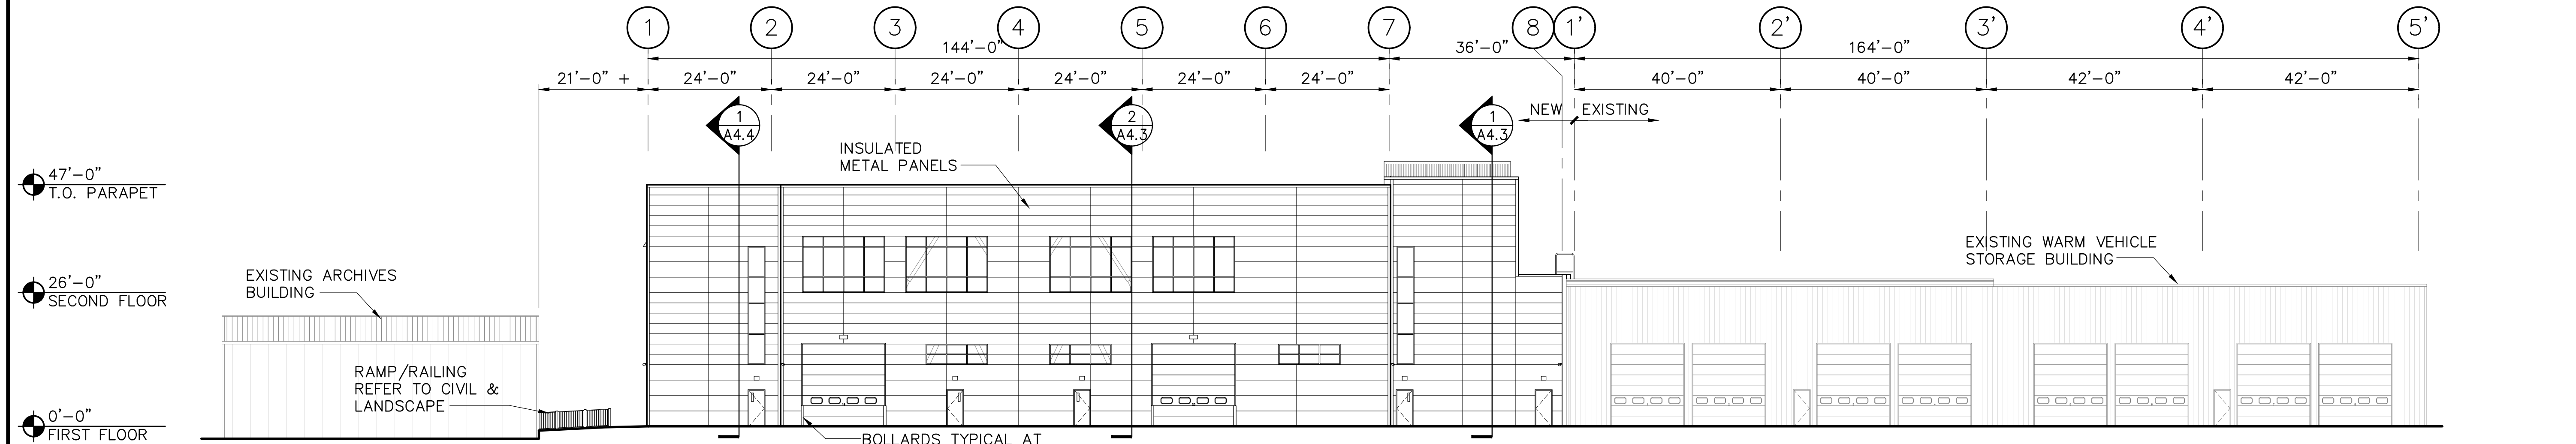 1 2 3 4 5 6 7 8 1' 2' 3' 4' 5'
144'-0" 36'-0" 164'-0"
21'-0" + 24'-0" 24'-0" 24'-0" 24'-0" 24'-0" 24'-0" 40'-0" 40'-0" 42'-0" 42'-0"
NEW EXISTING
1
A4.4
2
A4.3
1
A4.3
INSULATED
METAL PANELS
47'-0"
T.O. PARAPET
EXISTING WARM VEHICLE
STORAGE BUILDING
EXISTING ARCHIVES
BUILDING
26'-0"
SECOND FLOOR
RAMP/RAILING
REFER TO CIVIL &
LANDSCAPE
0'-0"
FIRST FLOOR
BOLLARDS TYPICAL AT